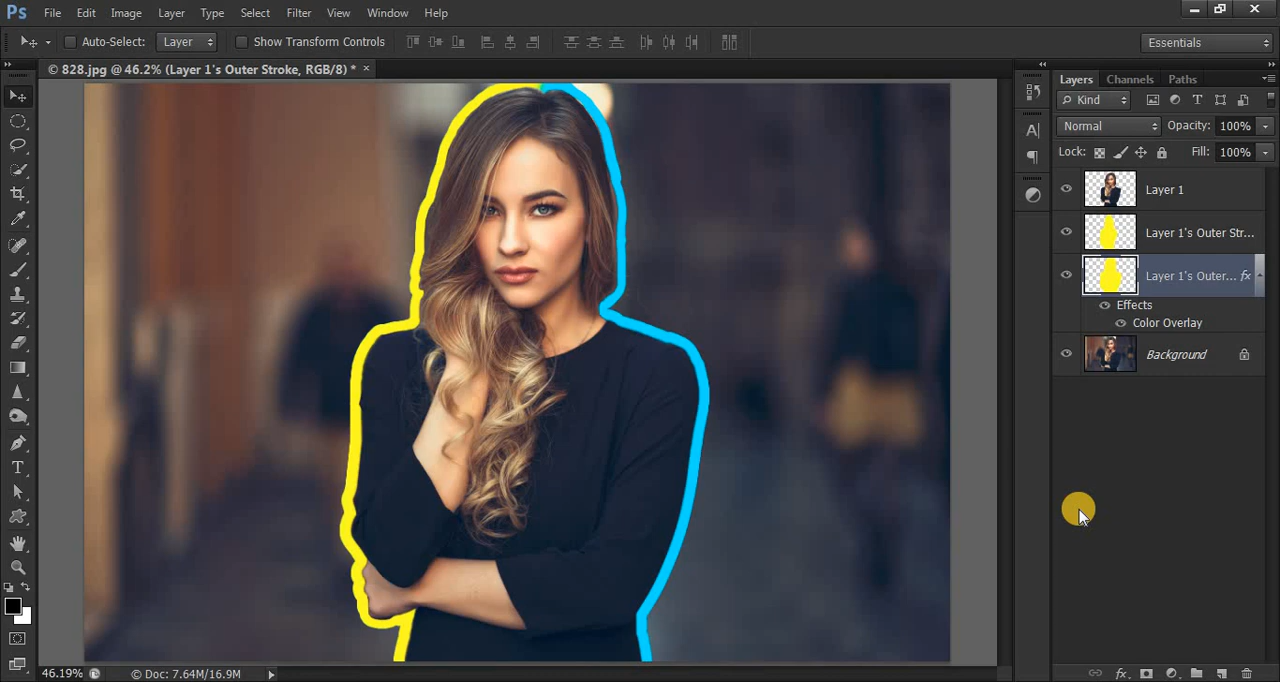 Ps File Edit Image Layer Type Select Filter View Window Help
Auto-Select: Layer Show Transform Controls Essentials
© 828.jpg @ 46.2% (Layer 1's Outer Stroke, RGB/8) * ×
Layers Channels Paths
Kind
Normal Opacity: 100%
Lock: Fill: 100%
Layer 1
Layer 1's Outer Str...
Layer 1's Outer... fx
Effects
Color Overlay
Background
46.19% © Doc: 7.64M/16.9M